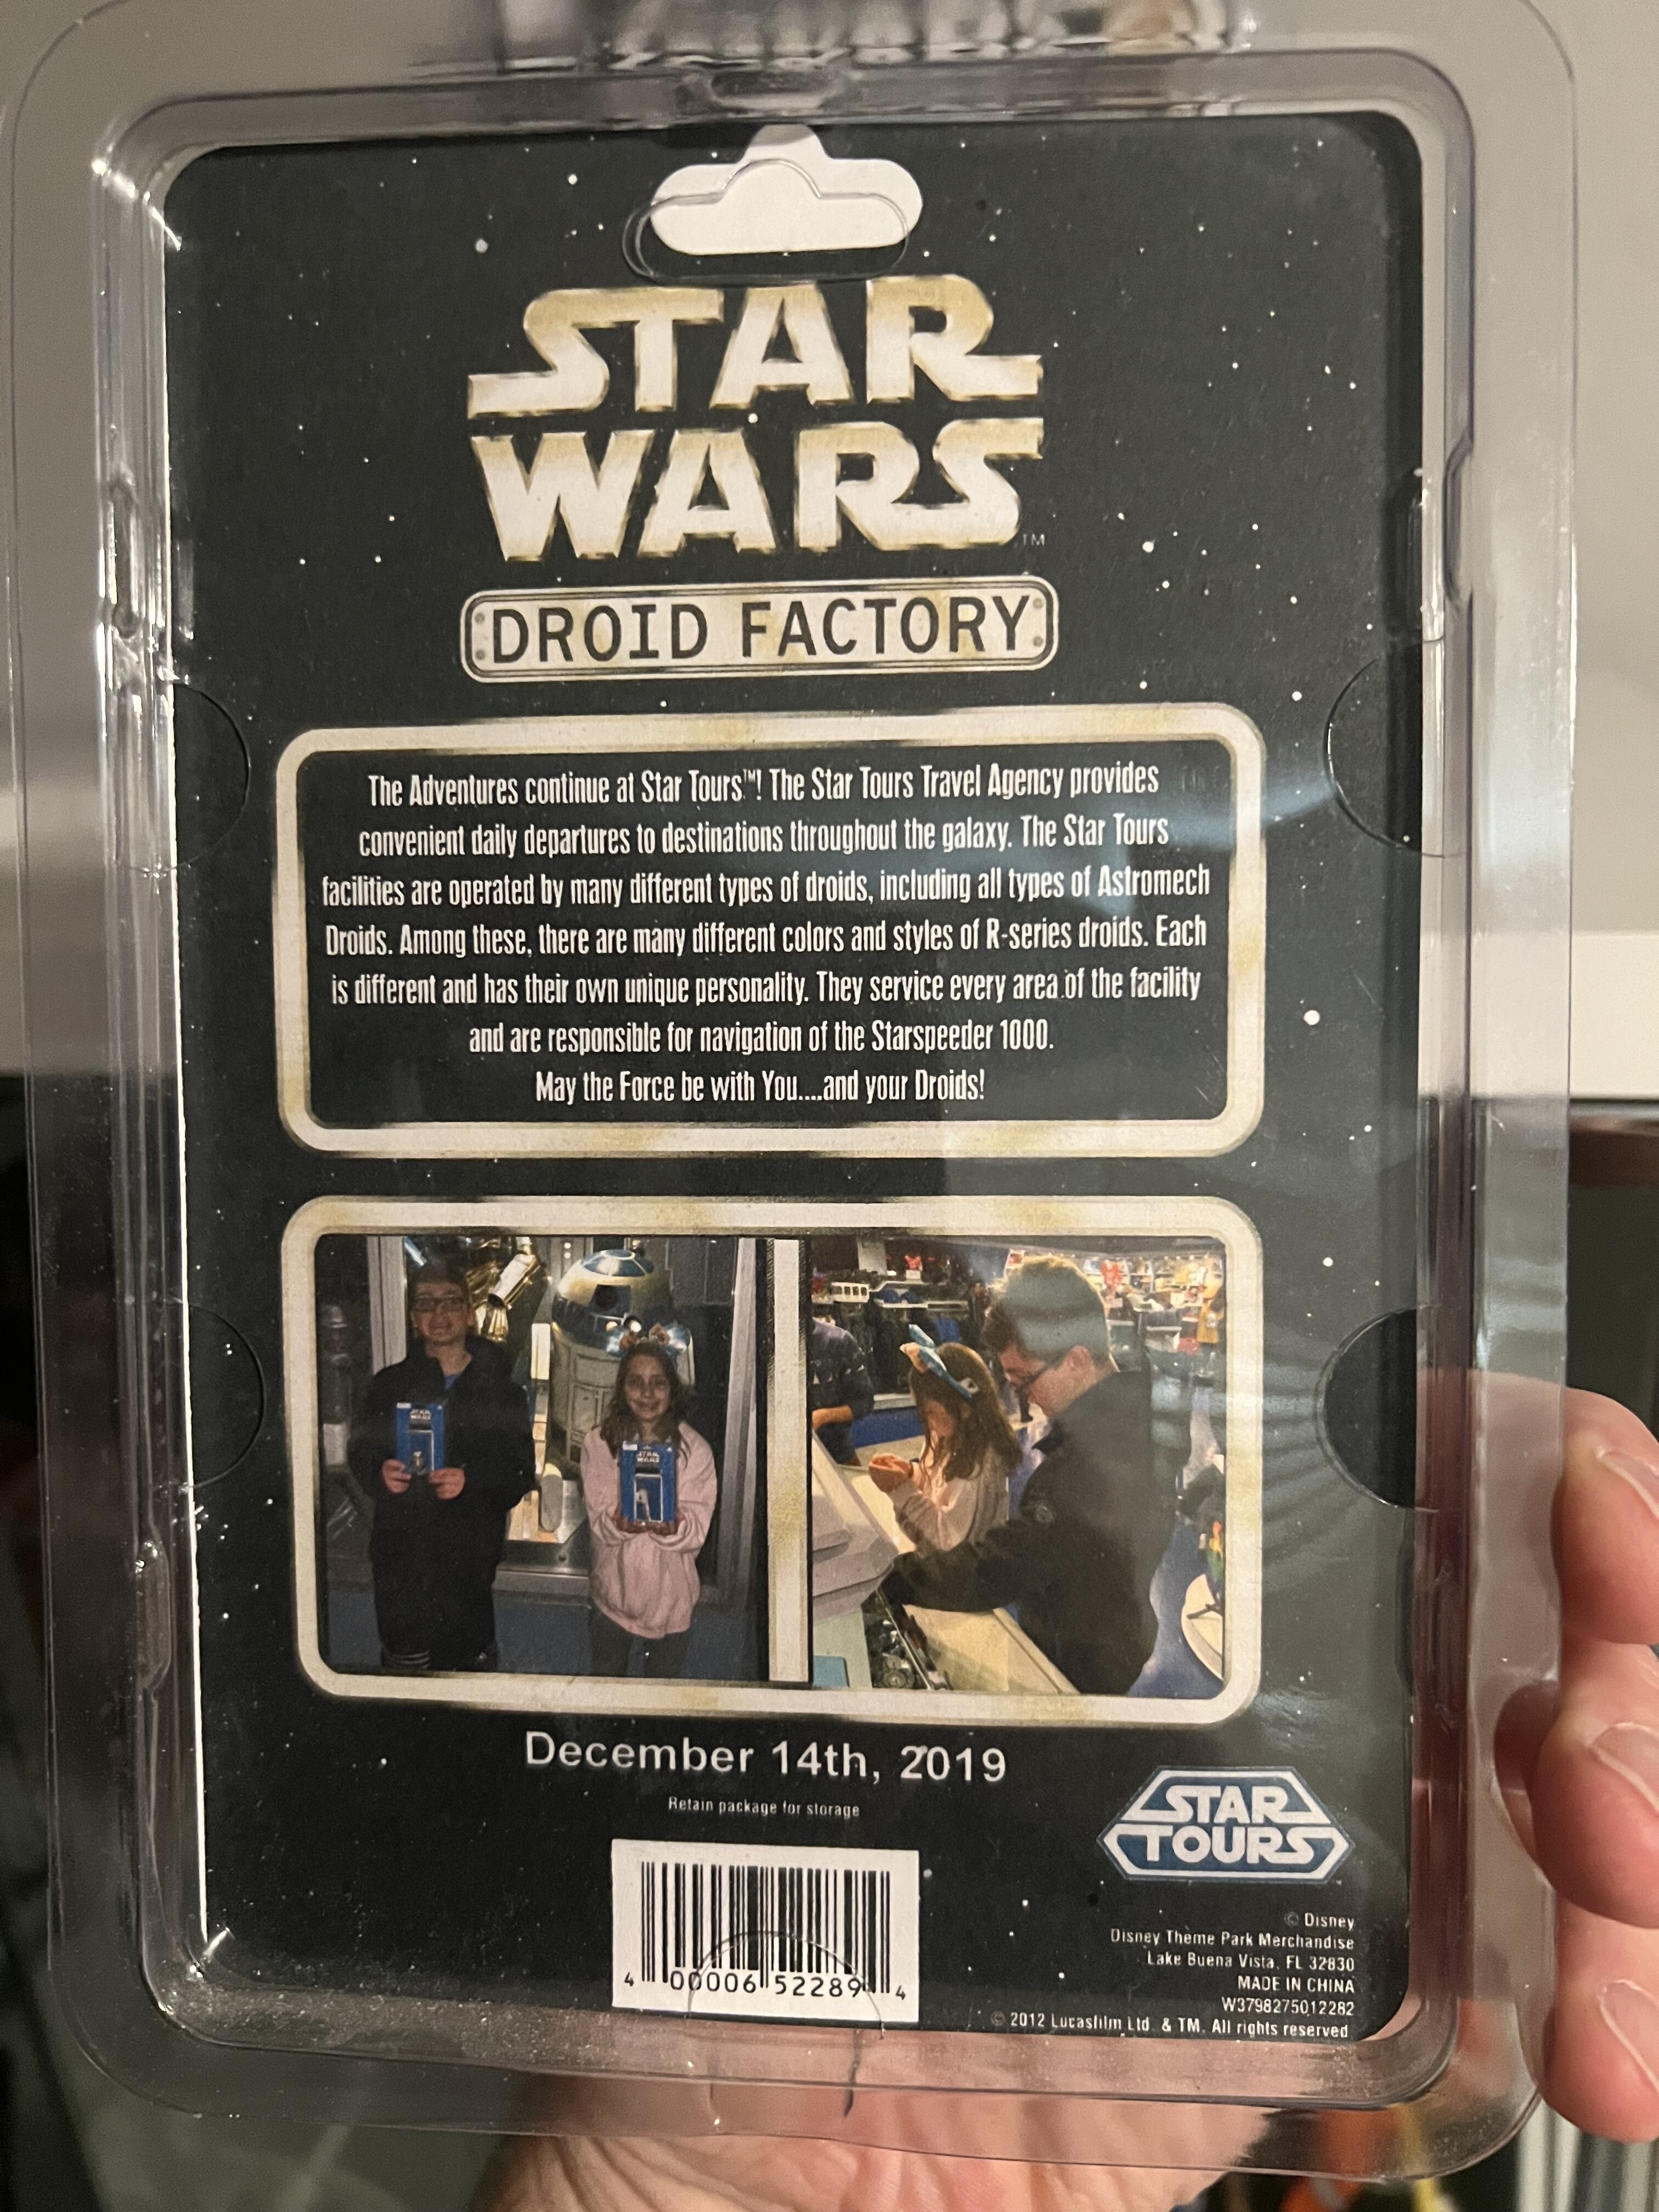 STAR
WARS
TM
DROID FACTORY
The Adventures continue at Star Tours™! The Star Tours Travel Agency provides
convenient daily departures to destinations throughout the galaxy. The Star Tours
facilities are operated by many different types of droids, including all types of Astromech
Droids. Among these, there are many different colors and styles of R-series droids. Each
is different and has their own unique personality. They service every area of the facility
and are responsible for navigation of the Starspeeder 1000.
May the Force be with You....and your Droids!
STAR
WARS
STAR
WARS
December 14th, 2019
Retain package for storage
STAR
TOURS
4 00006 52289 4
© Disney
Disney Theme Park Merchandise
Lake Buena Vista, FL 32830
MADE IN CHINA
W3798275012282
© 2012 Lucasfilm Ltd. & TM. All rights reserved